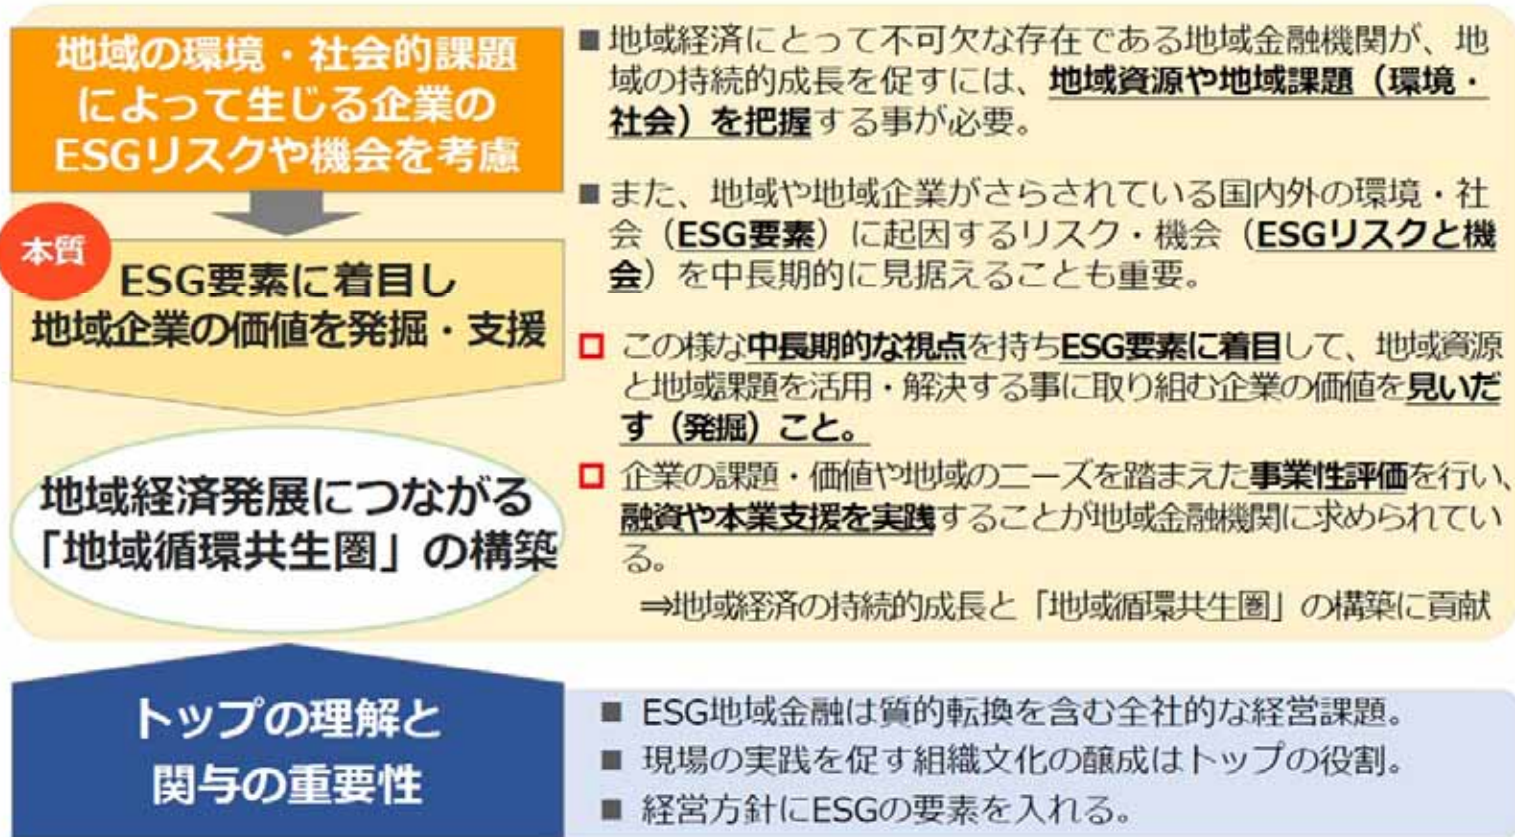 地域の環境・社会的課題
によって生じる企業の
ESGリスクや機会を考慮
本質
ESG要素に着目し
地域企業の価値を発掘・支援
地域経済発展につながる
「地域循環共生圏」の構築
■地域経済にとって不可欠な存在である地域金融機関が、地
域の持続的成長を促すには、地域資源や地域課題（環境・
社会）を把握する事が必要。
■また、地域や地域企業がさらされている国内外の環境・社
会（ESG要素）に起因するリスク・機会（ESGリスクと機
会）を中長期的に見据えることも重要。
□ この様な中長期的な視点を持ちESG要素に着目して、地域資源
と地域課題を活用・解決する事に取り組む企業の価値を見いだ
す（発掘）こと。
□ 企業の課題・価値や地域のニーズを踏まえた事業性評価を行い、
融資や本業支援を実践することが地域金融機関に求められてい
る。
⇒地域経済の持続的成長と「地域循環共生圏」の構築に貢献
トップの理解と
関与の重要性
■ ESG地域金融は質的転換を含む全社的な経営課題。
■ 現場の実践を促す組織文化の醸成はトップの役割。
■ 経営方針にESGの要素を入れる。